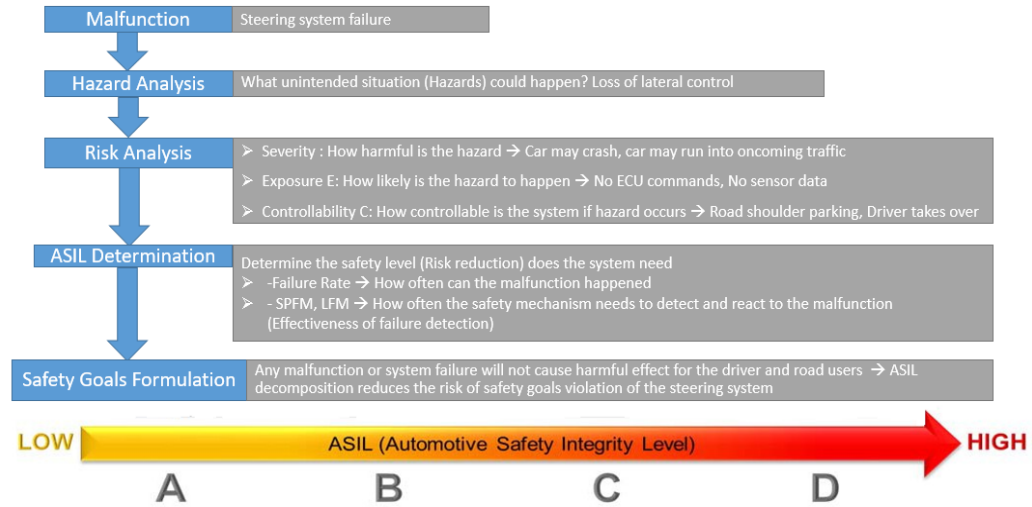 Malfunction
Steering system failure
Hazard Analysis
What unintended situation (Hazards) could happen? Loss of lateral control
Risk Analysis
➢ Severity : How harmful is the hazard → Car may crash, car may run into oncoming traffic
➢ Exposure E: How likely is the hazard to happen → No ECU commands, No sensor data
➢ Controllability C: How controllable is the system if hazard occurs → Road shoulder parking, Driver takes over
ASIL Determination
Determine the safety level (Risk reduction) does the system need
➢ -Failure Rate → How often can the malfunction happened
➢ - SPFM, LFM → How often the safety mechanism needs to detect and react to the malfunction
(Effectiveness of failure detection)
Safety Goals Formulation
Any malfunction or system failure will not cause harmful effect for the driver and road users → ASIL
decomposition reduces the risk of safety goals violation of the steering system
LOW
ASIL (Automotive Safety Integrity Level)
HIGH
A B C D